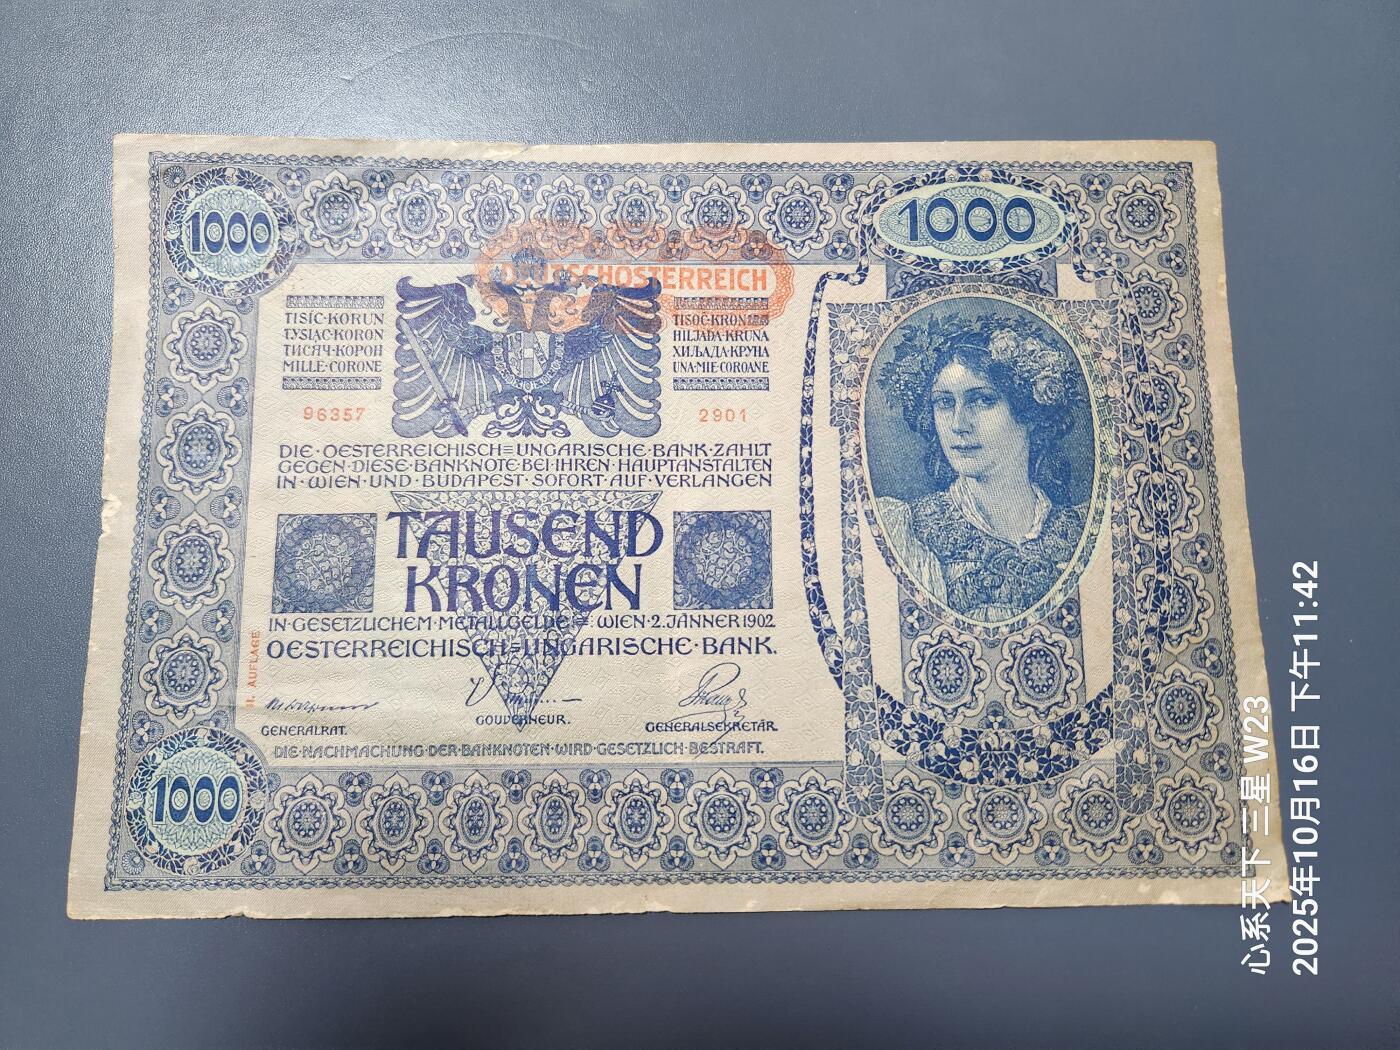 1000
1000
DEUTSCHÖSTERREICH
TISÍC·KORUN
TYSIĄC·KORON
ТИСЯЧ·КОРОН
MILLE·CORONE
TISOČ·KRON
HILJADA·KRUNA
ХИЉАДА·КРУНА
UNA·MIE·COROANE
96357
2901
DIE·OESTERREICHISCH=UNGARISCHE·BANK·ZAHLT
GEGEN·DIESE·BANKNOTE·BEI·IHREN·HAUPTANSTALTEN
IN·WIEN·UND·BUDAPEST·SOFORT·AUF·VERLANGEN
TAUSEND
KRONEN
IN·GESETZLICHEM·METALLGELDE=:WIEN·2·JÄNNER 1902
OESTERREICHISCH=UNGARISCHE·BANK.
II. AUFLAGE
GENERALRAT.
GOUVERNEUR.
GENERALSEKRETÄR.
DIE·NACHMACHUNG·DER·BANKNOTEN·WIRD·GESETZLICH·BESTRAFT.
1000
心系天下 三星 W23
2025年10月16日 下午11:42